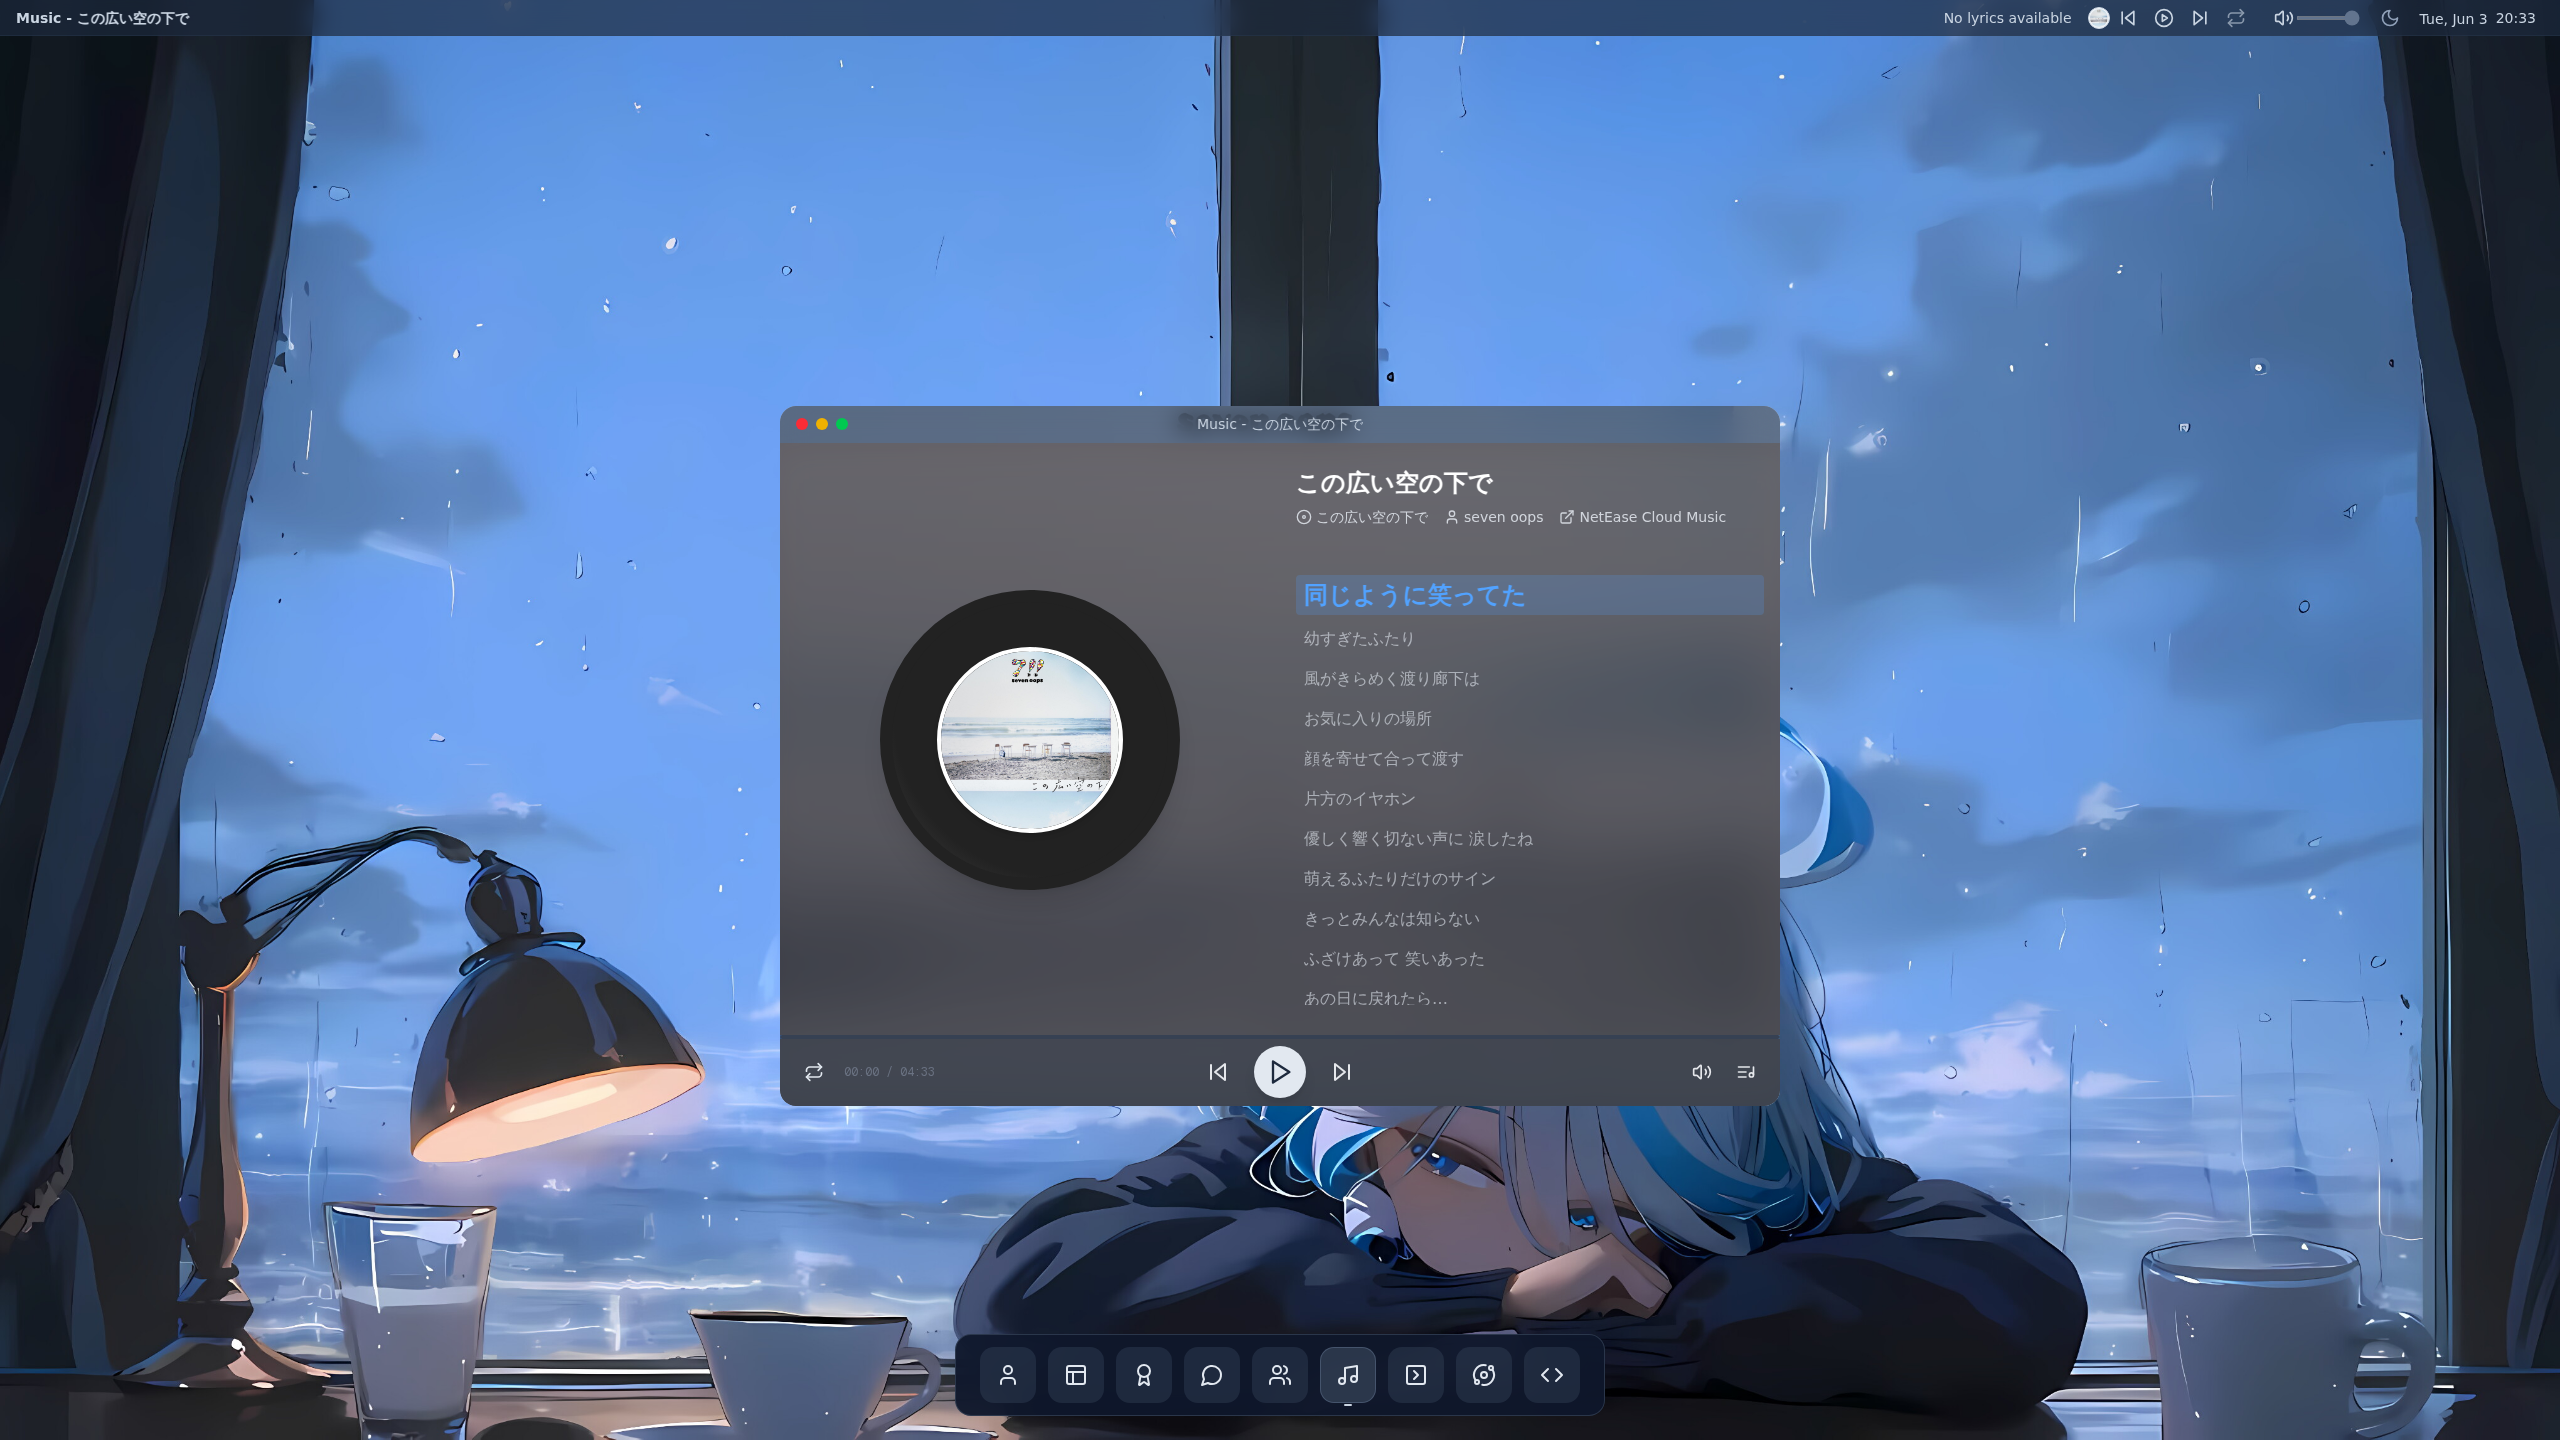 Music - この広い空の下で
No lyrics available
Tue, Jun 3 20:33
Music - この広い空の下で
この広い空の下で
この広い空の下で seven oops NetEase Cloud Music
同じように笑ってた
幼すぎたふたり
風がきらめく渡り廊下は
お気に入りの場所
顔を寄せて合って渡す
片方のイヤホン
優しく響く切ない声に 涙したね
萌えるふたりだけのサイン
きっとみんなは知らない
ふざけあって 笑いあった
あの日に戻れたら…
7!!
seven oops
この広い空の下
00:00 / 04:33